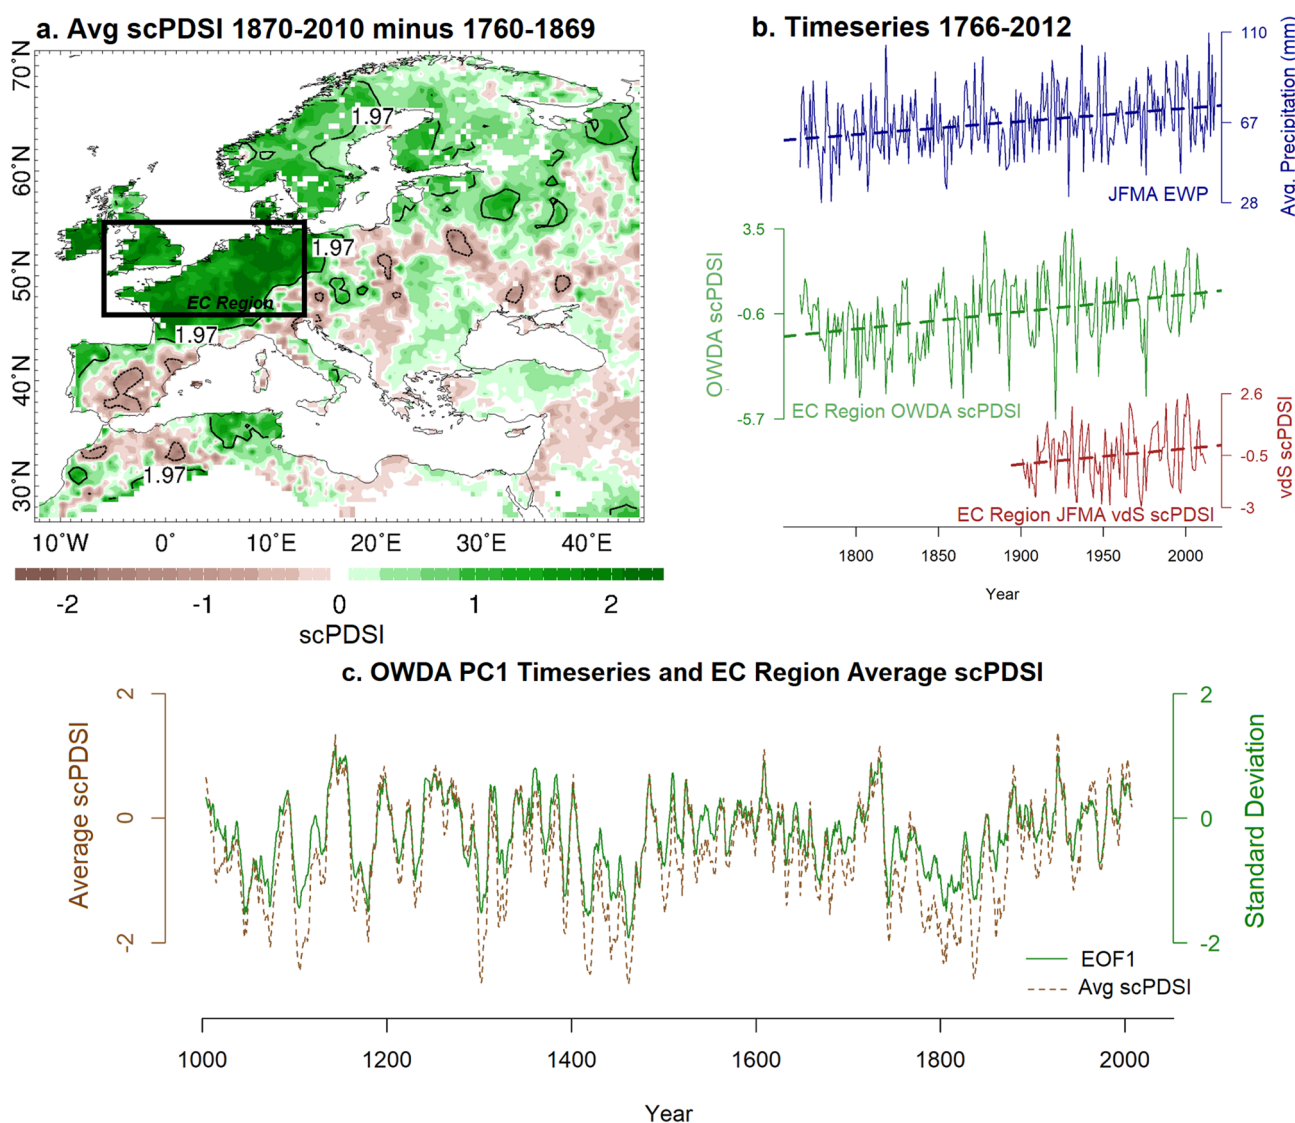 a. Avg scPDSI 1870-2010 minus 1760-1869
70°N
60°N
50°N
40°N
30°N
1.97
1.97
EC Region
1.97
1.97
10°W 0° 10°E 20°E 30°E 40°E
-2 -1 0 1 2
scPDSI
b. Timeseries 1766-2012
110
67
28
Avg. Precipitation (mm)
JFMA EWP
3.5
-0.6
-5.7
OWDA scPDSI
EC Region OWDA scPDSI
2.6
-0.5
-3
vdS scPDSI
EC Region JFMA vdS scPDSI
1800 1850 1900 1950 2000
Year
c. OWDA PC1 Timeseries and EC Region Average scPDSI
2
0
-2
Average scPDSI
2
0
-2
Standard Deviation
EOF1
Avg scPDSI
1000 1200 1400 1600 1800 2000
Year